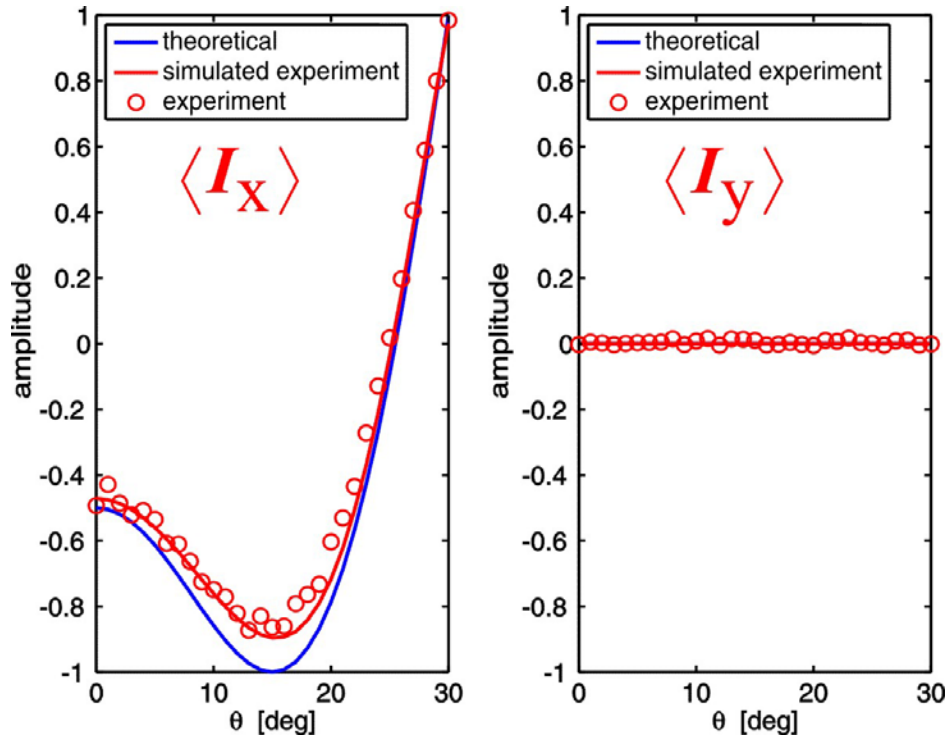 theoretical
simulated experiment
experiment
⟨Ix⟩
amplitude
1
0.8
0.6
0.4
0.2
0
-0.2
-0.4
-0.6
-0.8
-1
0
10
20
30
θ [deg]
theoretical
simulated experiment
experiment
⟨Iy⟩
amplitude
1
0.8
0.6
0.4
0.2
0
-0.2
-0.4
-0.6
-0.8
-1
0
10
20
30
θ [deg]